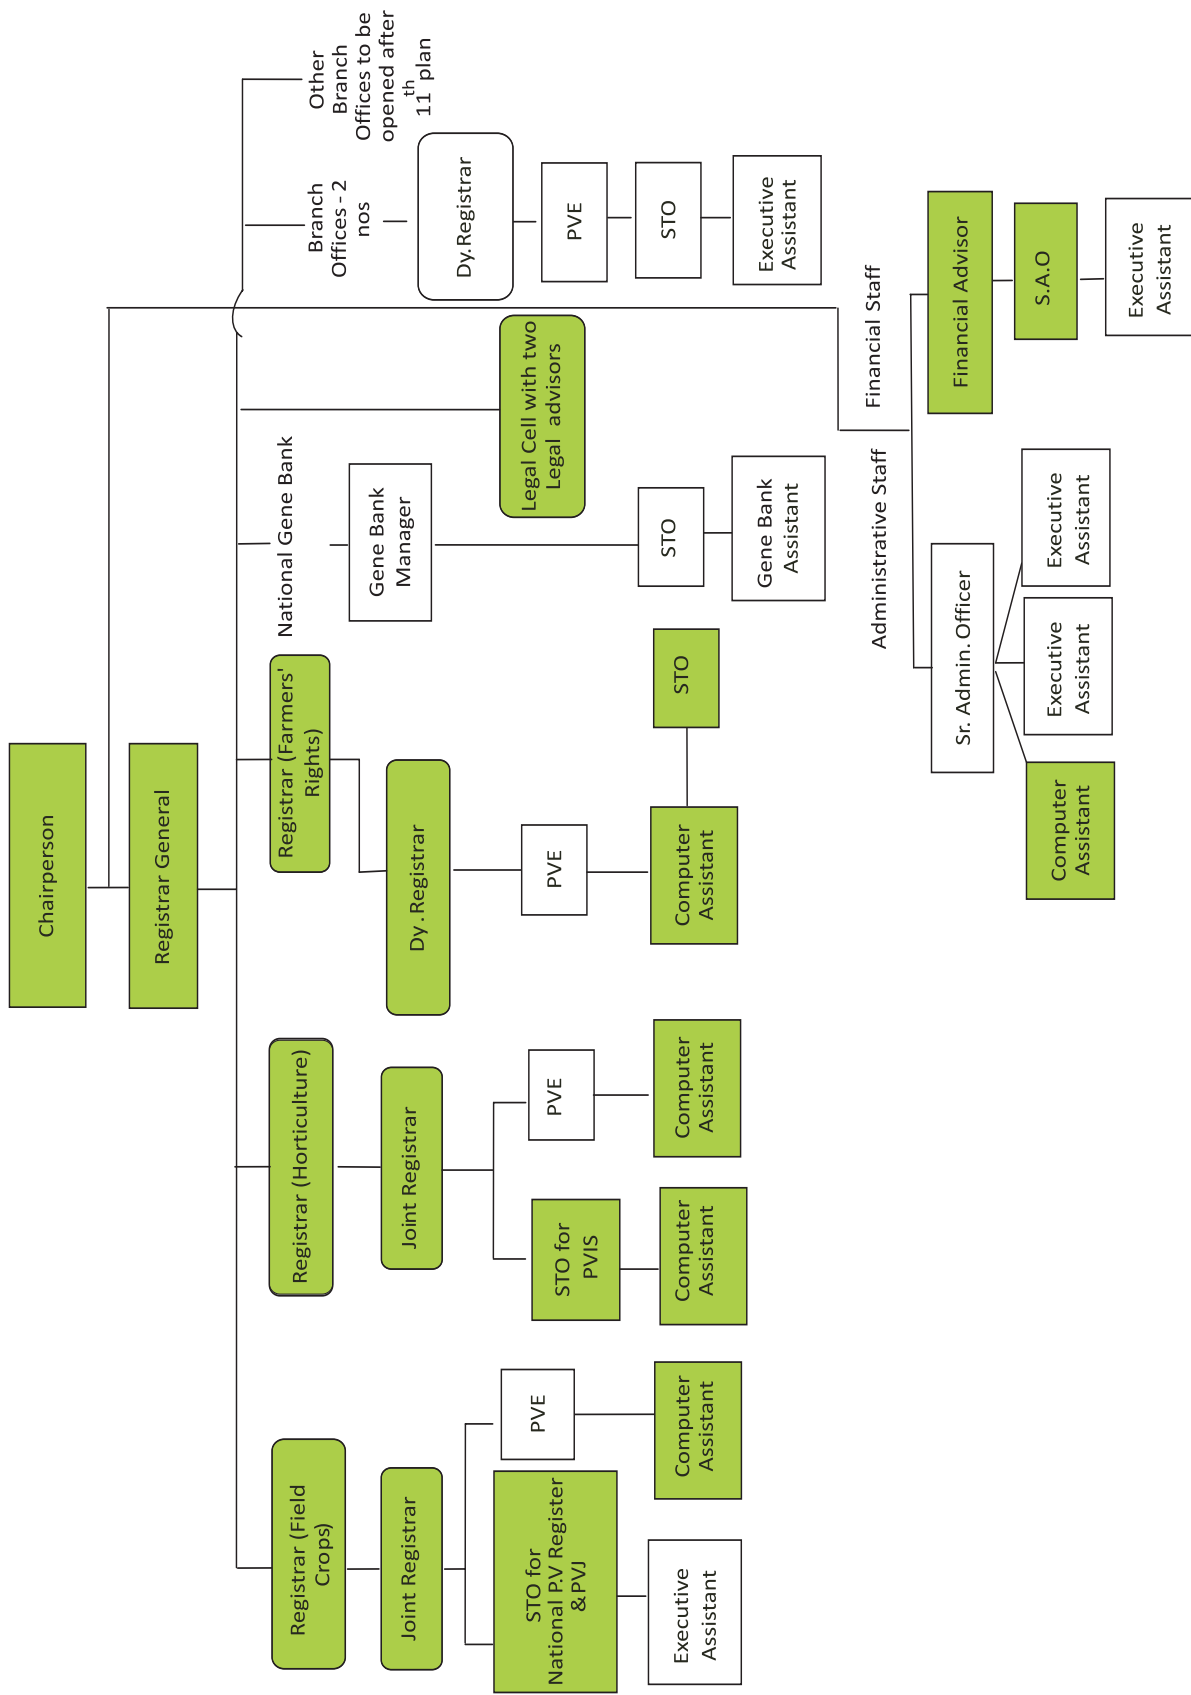 Chairperson
Registrar General
Registrar (Field
Crops)
Joint Registrar
STO for
National P.V Register
& PVJ
Executive
Assistant
PVE
Computer
Assistant
Registrar (Horticulture)
Joint Registrar
STO for
PVIS
Computer
Assistant
PVE
Computer
Assistant
Registrar (Farmers'
Rights)
Dy . Registrar
PVE
Computer
Assistant
STO
National Gene Bank
Gene Bank
Manager
STO
Gene Bank
Assistant
Legal Cell with two
Legal advisors
Branch
Offices - 2
nos
Dy.Registrar
PVE
STO
Executive
Assistant
Other
Branch
Offices to be
opened after
11th plan
Administrative Staff
Financial Staff
Sr. Admin. Officer
Computer
Assistant
Executive
Assistant
Executive
Assistant
Financial Advisor
S.A.O
Executive
Assistant